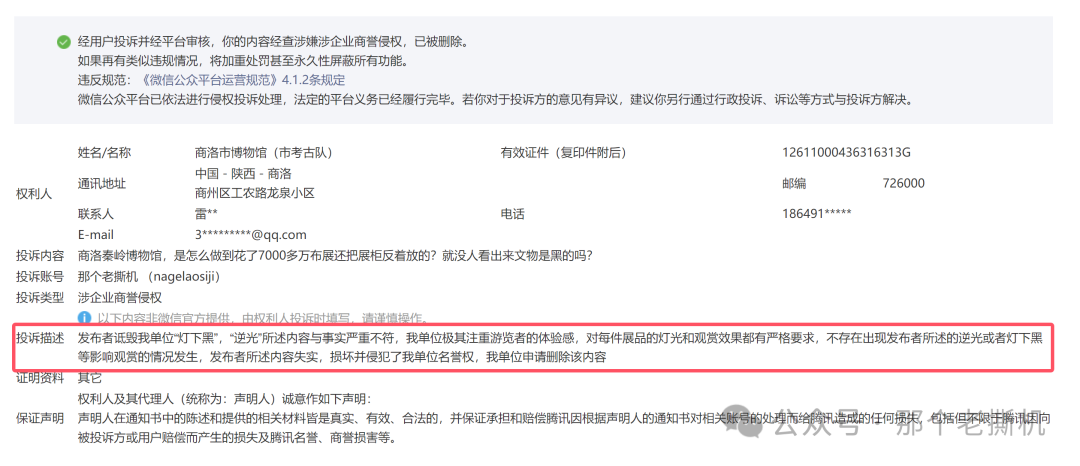 经用户投诉并经平台审核，你的内容经查涉嫌涉企业商誉侵权，已被删除。
如果再有类似违规情况，将加重处罚甚至永久性屏蔽所有功能。
违反规范：《微信公众平台运营规范》4.1.2条规定
微信公众平台已依法进行侵权投诉处理，法定的平台义务已经履行完毕。若你对于投诉方的意见有异议，建议你另行通过行政投诉、诉讼等方式与投诉方解决。
权利人
姓名/名称 商洛市博物馆（市考古队） 有效证件（复印件附后） 12611000436316313G
通讯地址 中国 - 陕西 - 商洛
商州区工农路龙泉小区 邮编 726000
联系人 雷** 电话 186491*****
E-mail 3*********@qq.com
投诉内容 商洛秦岭博物馆，是怎么做到花了7000多万布展还把展柜反着放的？就没人看出来文物是黑的吗？
投诉账号 那个老撕机 （nagelaosiji）
投诉类型 涉企业商誉侵权
以下内容非微信官方提供，由权利人投诉时填写，请谨慎操作。
投诉描述 发布者诋毁我单位“灯下黑”，“逆光”所述内容与事实严重不符，我单位极其注重游览者的体验感，对每件展品的灯光和观赏效果都有严格要求，不存在出现发布者所述的逆光或者灯下黑
等影响观赏的情况发生，发布者所述内容失实，损坏并侵犯了我单位名誉权，我单位申请删除该内容
证明资料 其它
保证声明 权利人及其代理人（统称为：声明人）诚意作如下声明：
声明人在通知书中的陈述和提供的相关材料皆是真实、有效、合法的，并保证承担和赔偿腾讯因根据声明人的通知书对相关账号的处理而给腾讯造成的任何损失，包括但不限于腾讯因向
被投诉方或用户赔偿而产生的损失及腾讯名誉、商誉损害等。
公众号 · 那个老撕机